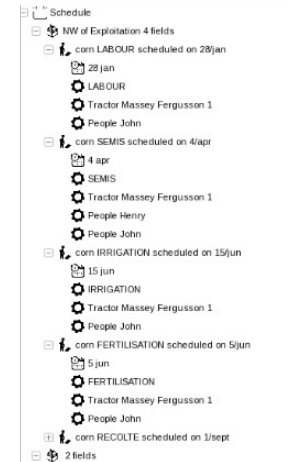 Schedule
NW of Exploitation 4 fields
corn LABOUR scheduled on 28/jan
28 jan
LABOUR
Tractor Massey Fergusson 1
People John
corn SEMIS scheduled on 4/apr
4 apr
SEMIS
Tractor Massey Fergusson 1
People Henry
People John
corn IRRIGATION scheduled on 15/jun
15 jun
IRRIGATION
Tractor Massey Fergusson 1
People John
corn FERTILISATION scheduled on 5/jun
5 jun
FERTILISATION
Tractor Massey Fergusson 1
People John
corn RECOLTE scheduled on 1/sept
2 fields